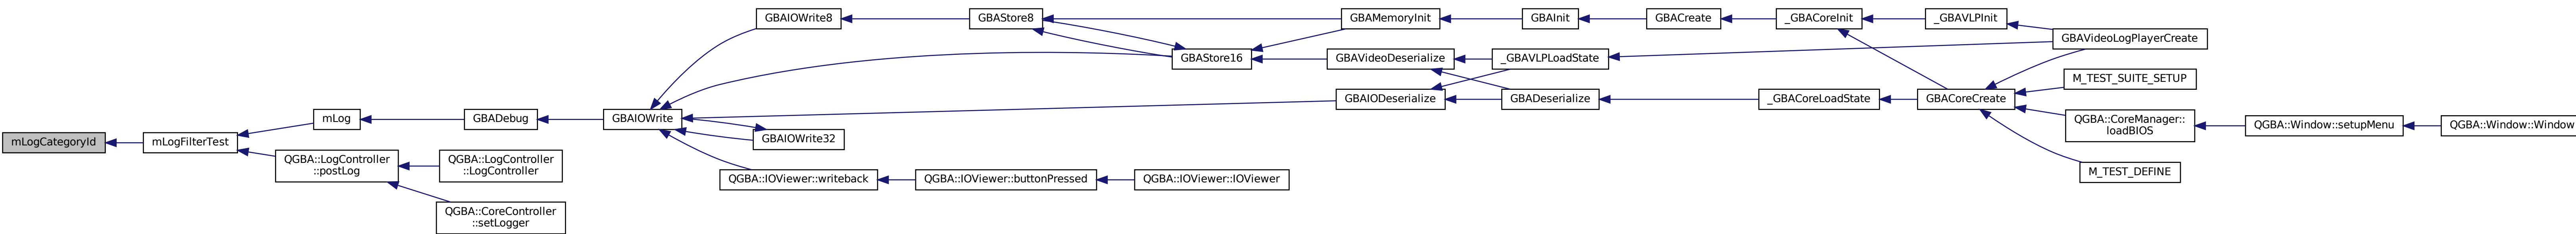 mLogCategoryId
mLogFilterTest
mLog
QGBA::LogController
::postLog
GBADebug
QGBA::LogController
::LogController
QGBA::CoreController
::setLogger
GBAIOWrite
GBAIOWrite8
GBAIOWrite32
QGBA::IOViewer::writeback
QGBA::IOViewer::buttonPressed
QGBA::IOViewer::IOViewer
GBAStore8
GBAStore16
GBAMemoryInit
GBAVideoDeserialize
GBAIODeserialize
GBAInit
_GBAVLPLoadState
GBADeserialize
GBACreate
_GBACoreInit
_GBACoreLoadState
_GBAVLPInit
GBACoreCreate
GBAVideoLogPlayerCreate
M_TEST_SUITE_SETUP
QGBA::CoreManager::
loadBIOS
M_TEST_DEFINE
QGBA::Window::setupMenu
QGBA::Window::Window